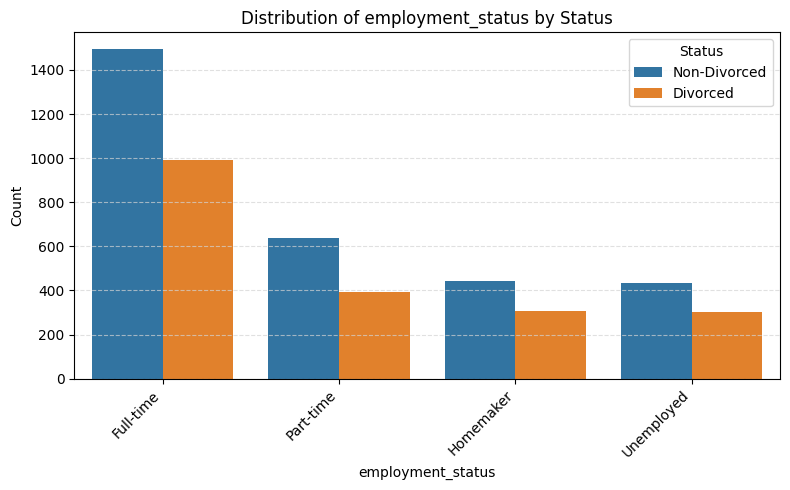 Distribution of employment_status by Status
Status
Non-Divorced
Divorced
Count
1400
1200
1000
800
600
400
200
0
Full-time
Part-time
Homemaker
Unemployed
employment_status